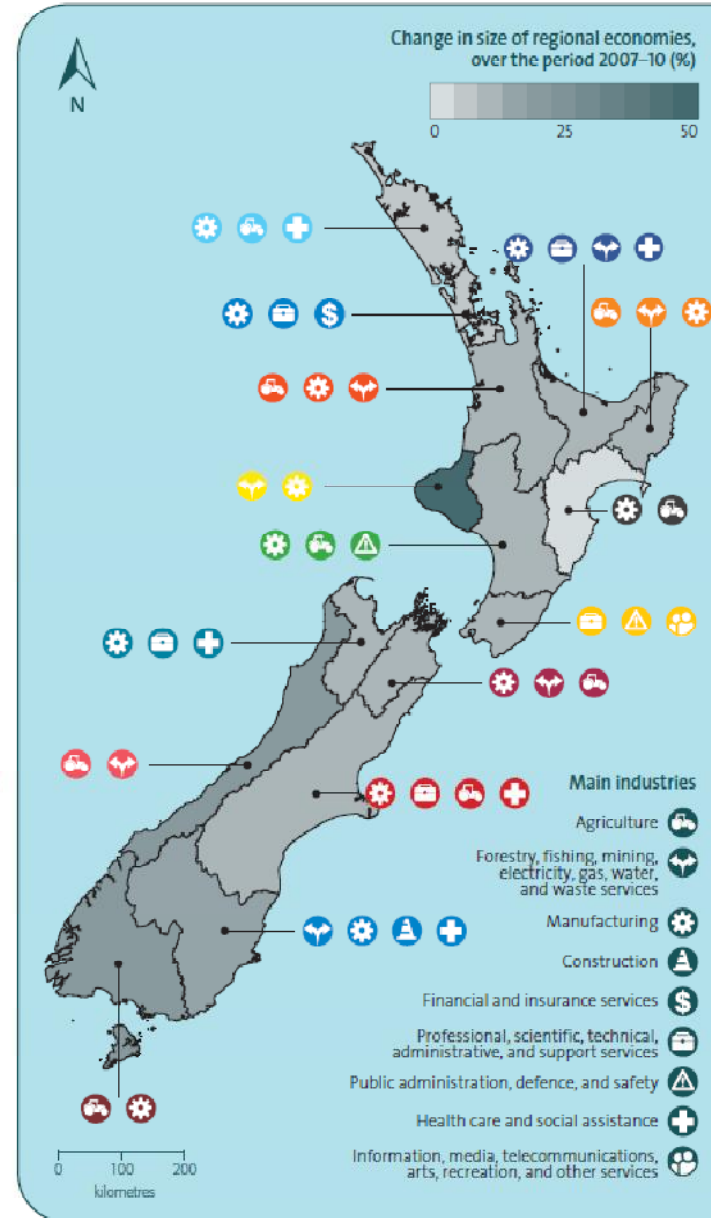 Change in size of regional economies,
over the period 2007–10 (%)
N
0 25 50
$
Main industries
Agriculture
Forestry, fishing, mining,
electricity, gas, water,
and waste services
Manufacturing
Construction
Financial and insurance services
$
Professional, scientific, technical,
administrative, and support services
Public administration, defence, and safety
Health care and social assistance
Information, media, telecommunications,
arts, recreation, and other services
0 100 200
kilometres